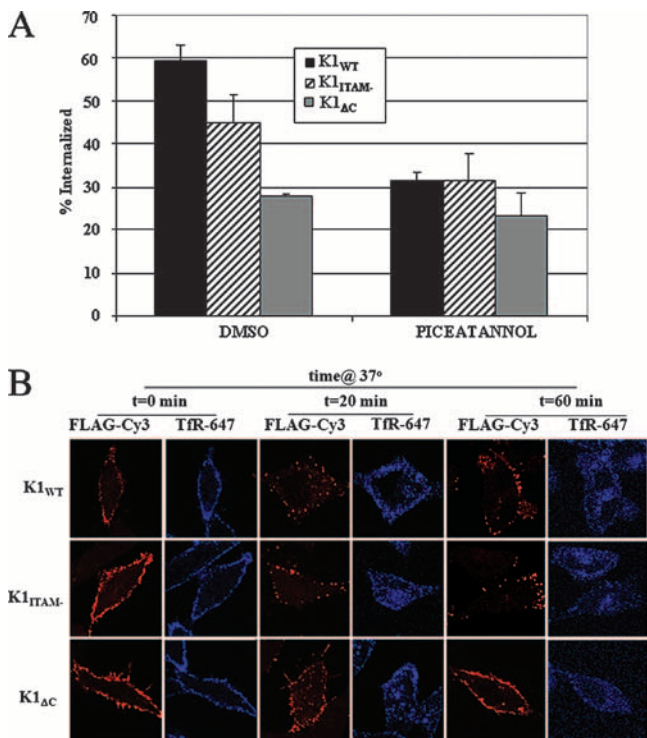 A
70
60
50
40
30
20
10
0
% Internalized
K1WT
K1ITAM-
K1ΔC
DMSO
PICEATANNOL
B
time@ 37°
t=0 min
t=20 min
t=60 min
FLAG-Cy3 TfR-647 FLAG-Cy3 TfR-647 FLAG-Cy3 TfR-647
K1WT
K1ITAM-
K1ΔC